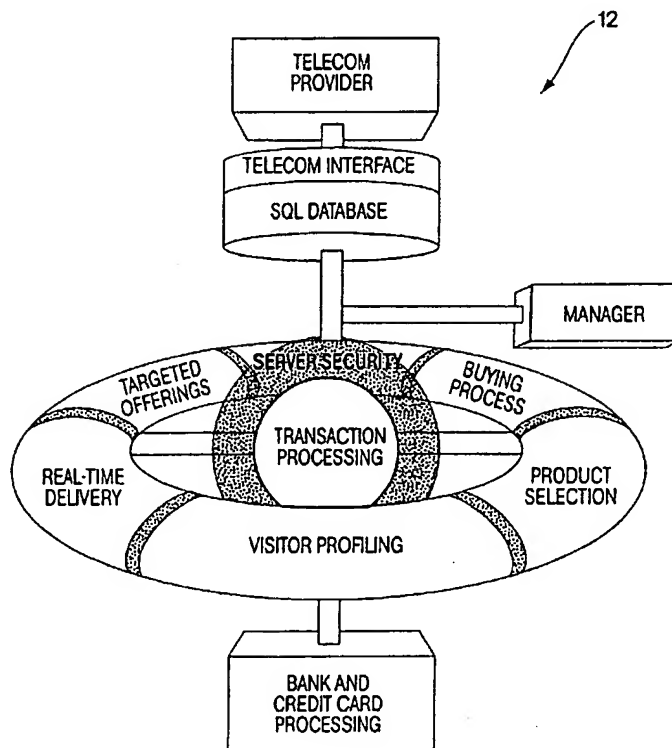 12
TELECOM
PROVIDER
TELECOM INTERFACE
SQL DATABASE
MANAGER
SERVER SECURITY
TARGETED
OFFERINGS
BUYING
PROCESS
TRANSACTION
PROCESSING
REAL-TIME
DELIVERY
PRODUCT
SELECTION
VISITOR PROFILING
BANK AND
CREDIT CARD
PROCESSING